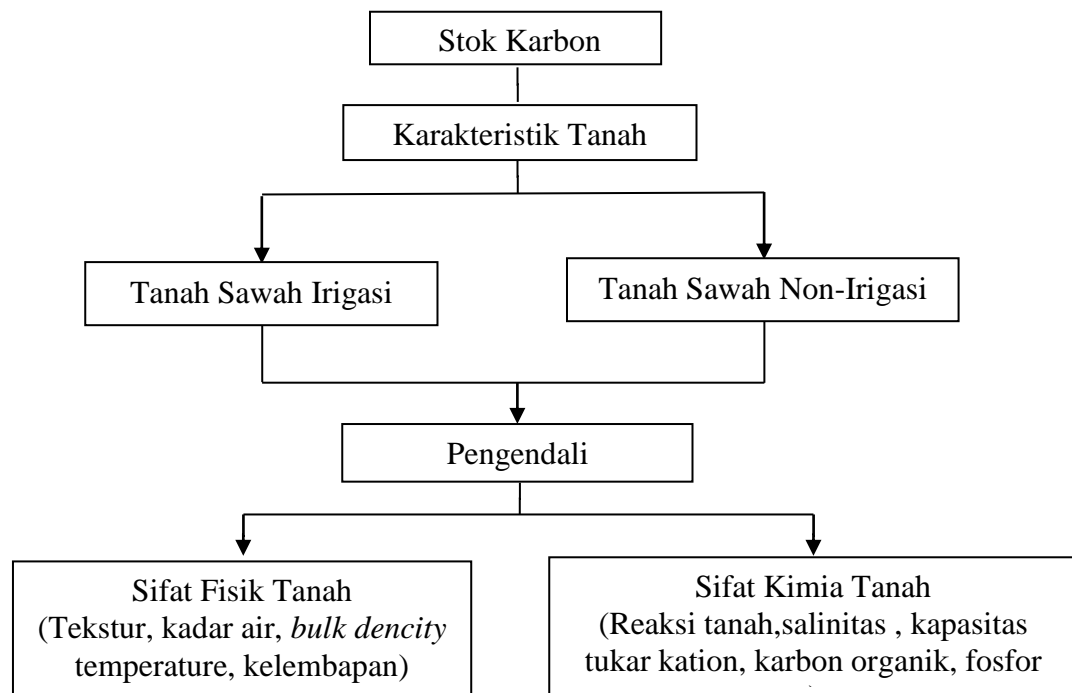 Stok Karbon
Karakteristik Tanah
Tanah Sawah Irigasi
Tanah Sawah Non-Irigasi
Pengendali
Sifat Fisik Tanah
(Tekstur, kadar air, bulk dencity
temperature, kelembapan)
Sifat Kimia Tanah
(Reaksi tanah,salinitas , kapasitas
tukar kation, karbon organik, fosfor